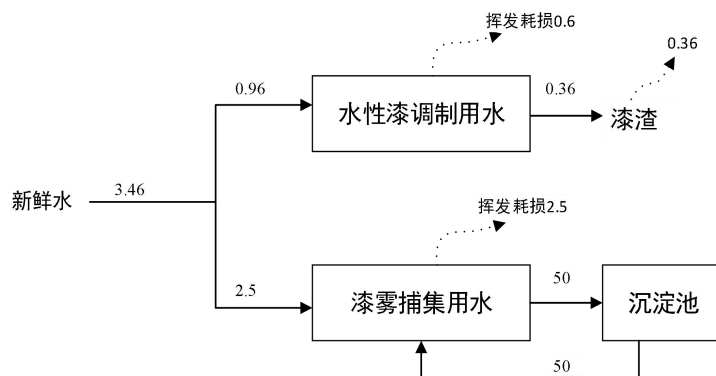 挥发耗损0.6
0.36
0.96
水性漆调制用水
0.36
漆渣
新鲜水
3.46
挥发耗损2.5
2.5
漆雾捕集用水
50
沉淀池
50